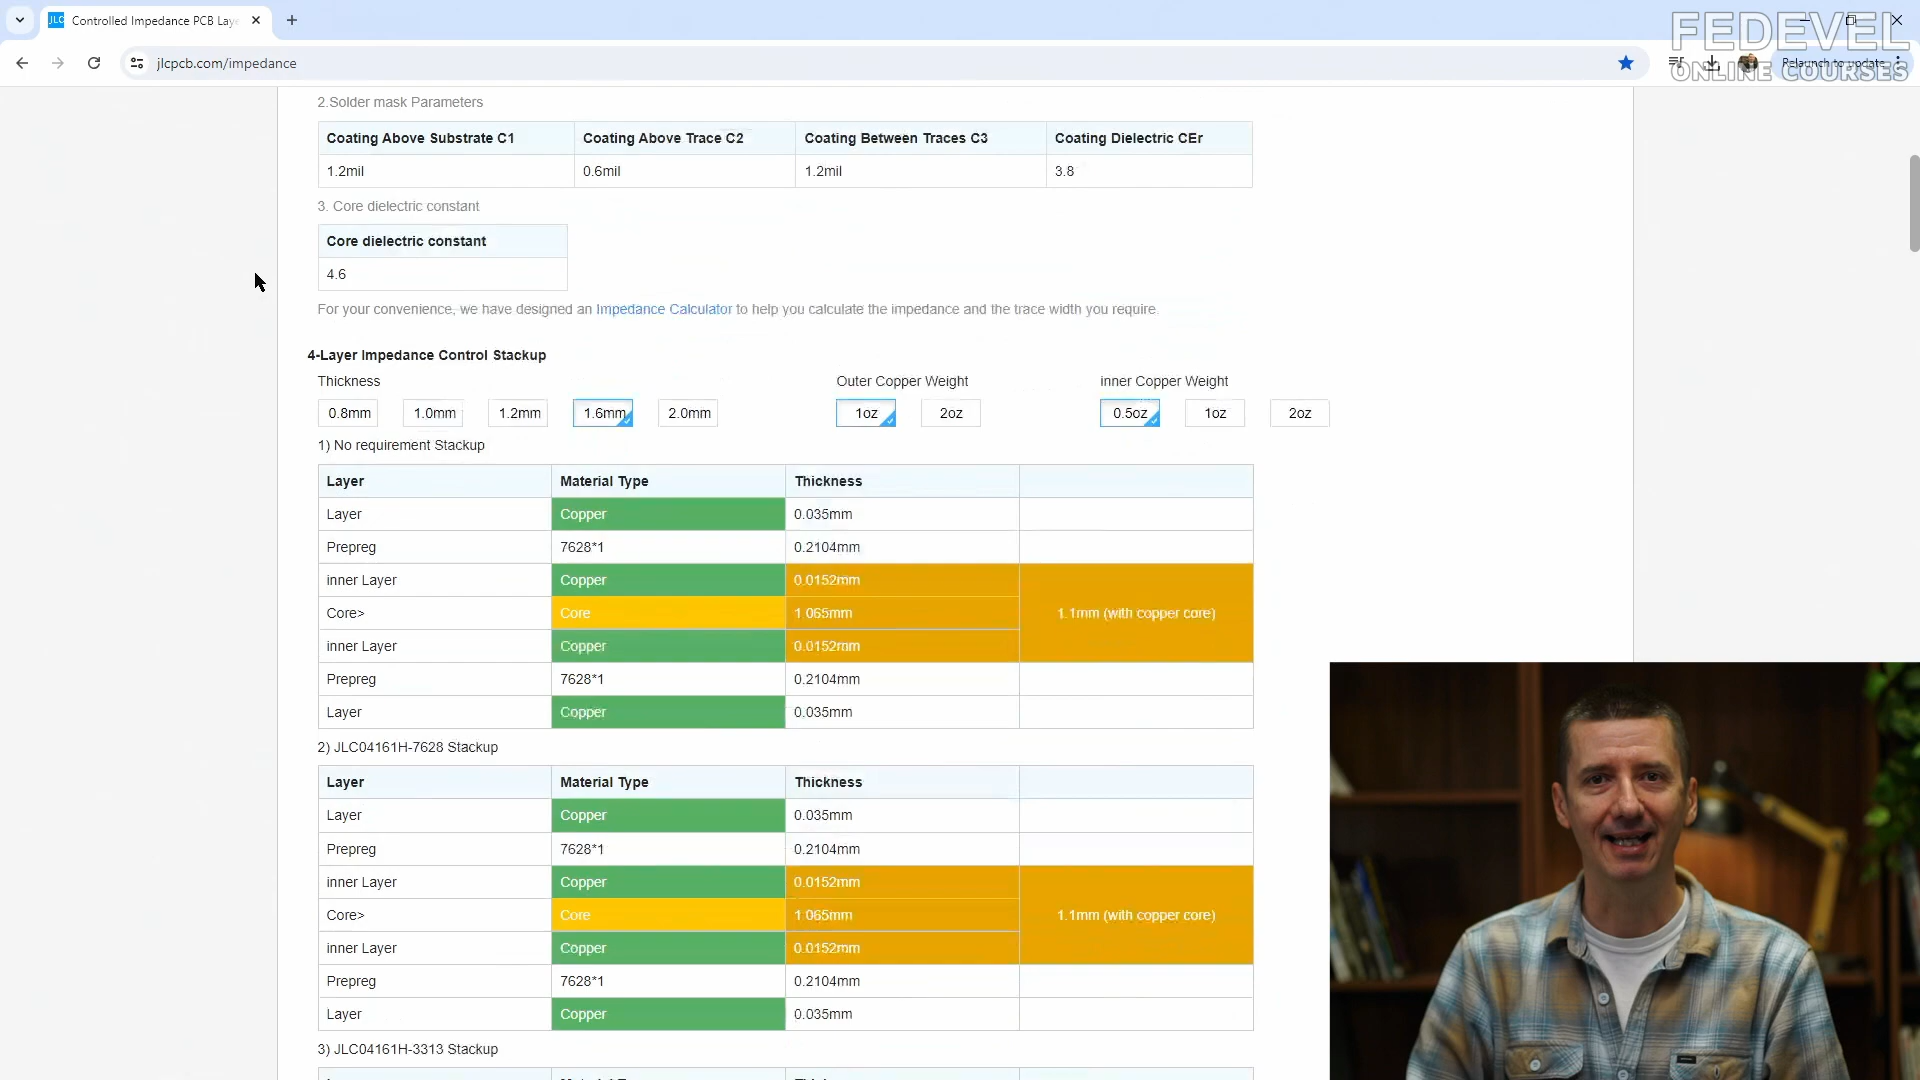 JLC Controlled Impedance PCB Laye
FEDEVEL
ONLINE COURSES
jlcpcb.com/impedance
Relaunch to update
2.Solder mask Parameters
Coating Above Substrate C1 Coating Above Trace C2 Coating Between Traces C3 Coating Dielectric CEr
1.2mil 0.6mil 1.2mil 3.8
3. Core dielectric constant
Core dielectric constant
4.6
For your convenience, we have designed an Impedance Calculator to help you calculate the impedance and the trace width you require.
4-Layer Impedance Control Stackup
Thickness Outer Copper Weight inner Copper Weight
0.8mm 1.0mm 1.2mm 1.6mm 2.0mm 1oz 2oz 0.5oz 1oz 2oz
1) No requirement Stackup
Layer Material Type Thickness
Layer Copper 0.035mm
Prepreg 7628*1 0.2104mm
inner Layer Copper 0.0152mm
Core> Core 1.065mm 1.1mm (with copper core)
inner Layer Copper 0.0152mm
Prepreg 7628*1 0.2104mm
Layer Copper 0.035mm
2) JLC04161H-7628 Stackup
Layer Material Type Thickness
Layer Copper 0.035mm
Prepreg 7628*1 0.2104mm
inner Layer Copper 0.0152mm
Core> Core 1.065mm 1.1mm (with copper core)
inner Layer Copper 0.0152mm
Prepreg 7628*1 0.2104mm
Layer Copper 0.035mm
3) JLC04161H-3313 Stackup